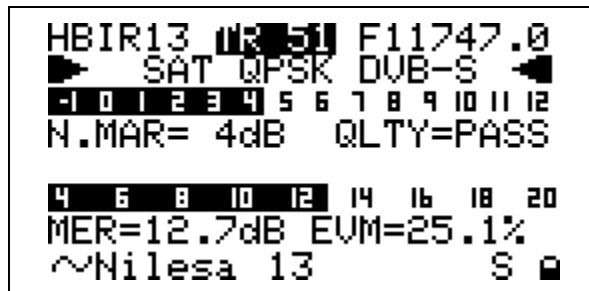 HBIR13 TR 51 F11747.0
SAT QPSK DVB-S
-1 0 1 2 3 4 5 6 7 8 9 10 11 12
N.MAR= 4dB QLTY=PASS
4 6 8 10 12 14 16 18 20
MER=12.7dB EVM=25.1%
~Nilesa 13 S